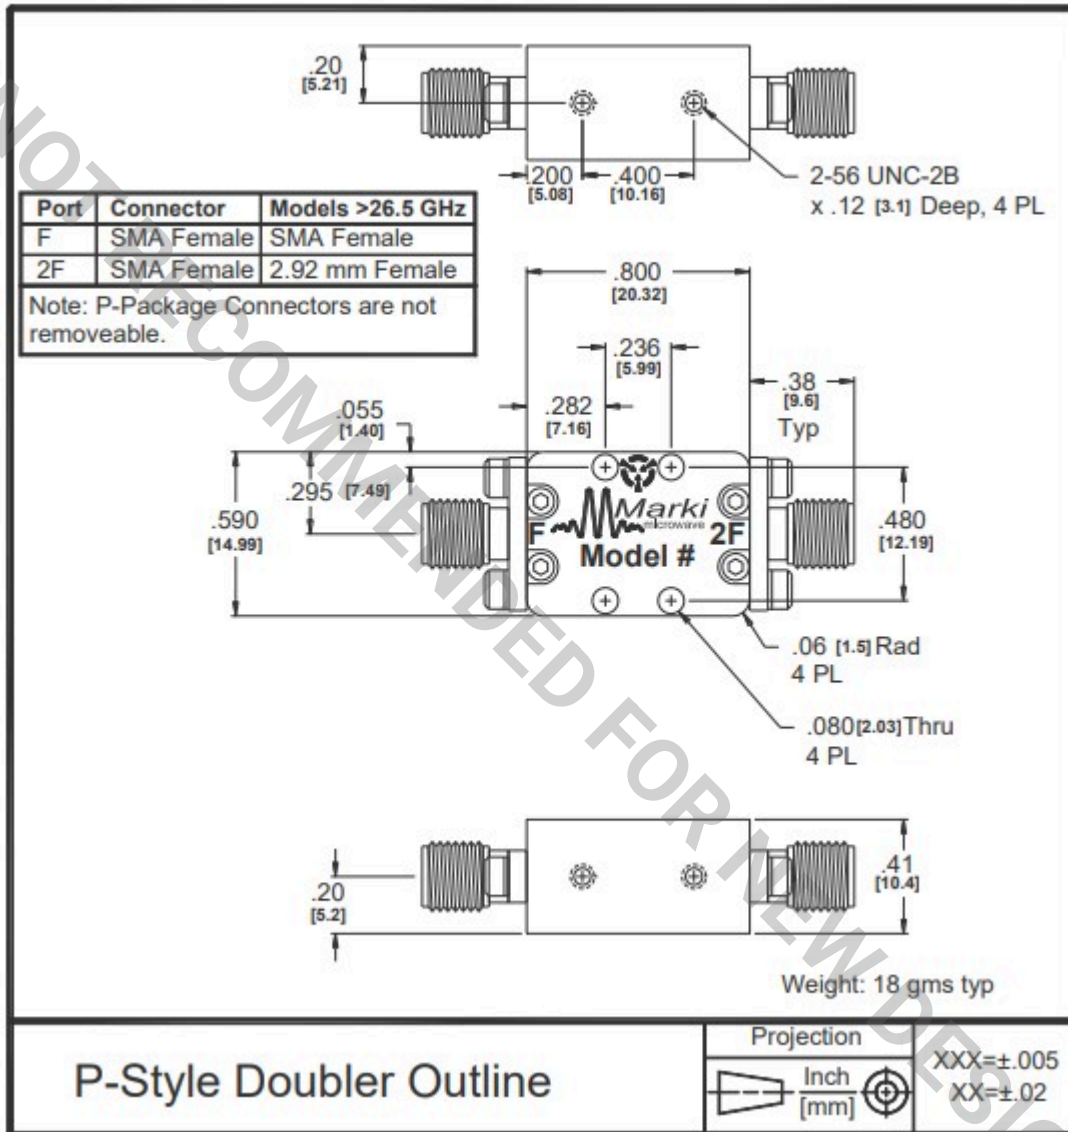 .20
[5.21]
.200
[5.08]
.400
[10.16]
2-56 UNC-2B
x .12 [3.1] Deep, 4 PL
Port Connector Models >26.5 GHz
F SMA Female SMA Female
2F SMA Female 2.92 mm Female
Note: P-Package Connectors are not
removeable.
.800
[20.32]
.236
[5.99]
.282
[7.16]
.38
[9.6]
Typ
.055
[1.40]
.295 [7.49]
.590
[14.99]
Marki
microwave
F 2F
Model #
.480
[12.19]
.06 [1.5] Rad
4 PL
.080[2.03]Thru
4 PL
.20
[5.2]
.41
[10.4]
Weight: 18 gms typ
P-Style Doubler Outline
Projection
Inch
[mm]
XXX=±.005
XX=±.02
NOT RECOMMENDED FOR NEW